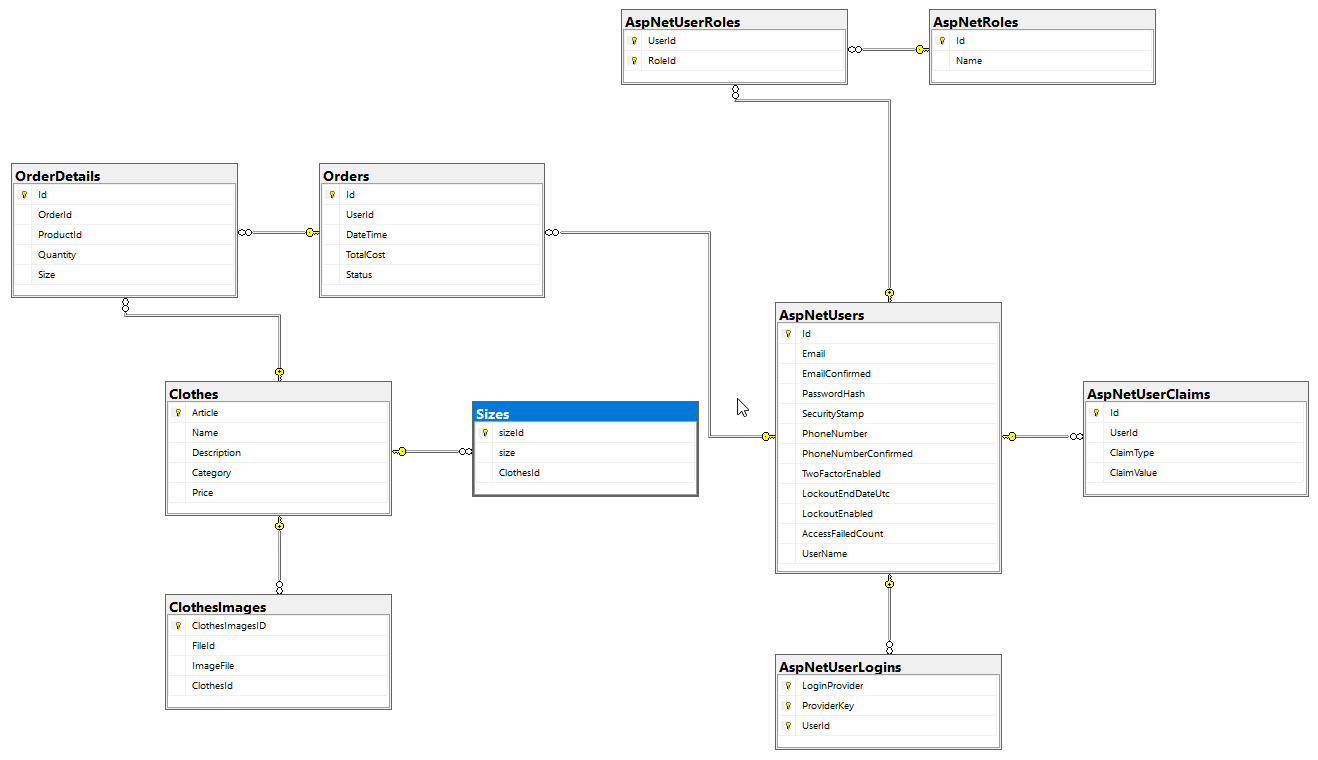 AspNetUserRoles
UserId
RoleId
AspNetRoles
Id
Name
OrderDetails
Id
OrderId
ProductId
Quantity
Size
Orders
Id
UserId
DateTime
TotalCost
Status
AspNetUsers
Id
Email
EmailConfirmed
PasswordHash
SecurityStamp
PhoneNumber
PhoneNumberConfirmed
TwoFactorEnabled
LockoutEndDateUtc
LockoutEnabled
AccessFailedCount
UserName
Clothes
Article
Name
Description
Category
Price
Sizes
sizeId
size
ClothesId
AspNetUserClaims
Id
UserId
ClaimType
ClaimValue
ClothesImages
ClothesImagesID
FileId
ImageFile
ClothesId
AspNetUserLogins
LoginProvider
ProviderKey
UserId